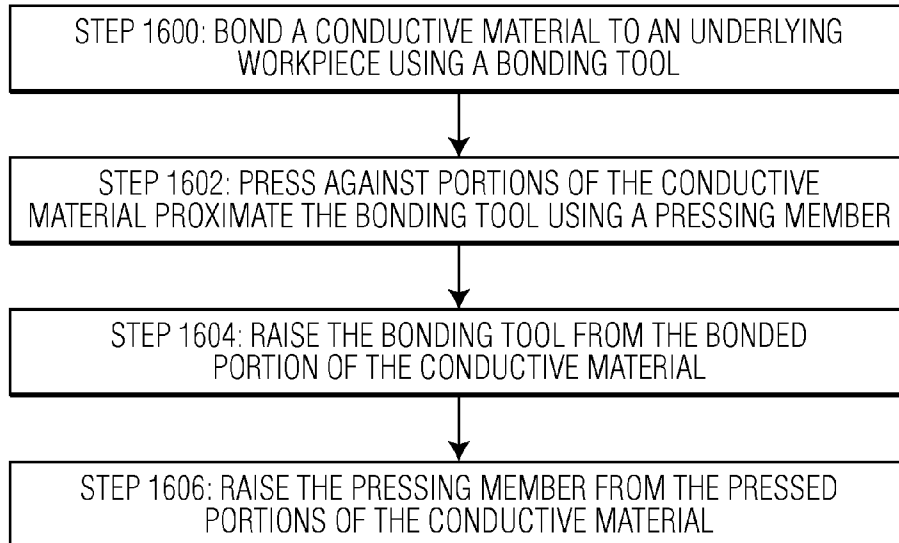 STEP 1600: BOND A CONDUCTIVE MATERIAL TO AN UNDERLYING
WORKPIECE USING A BONDING TOOL
STEP 1602: PRESS AGAINST PORTIONS OF THE CONDUCTIVE
MATERIAL PROXIMATE THE BONDING TOOL USING A PRESSING MEMBER
STEP 1604: RAISE THE BONDING TOOL FROM THE BONDED
PORTION OF THE CONDUCTIVE MATERIAL
STEP 1606: RAISE THE PRESSING MEMBER FROM THE PRESSED
PORTIONS OF THE CONDUCTIVE MATERIAL